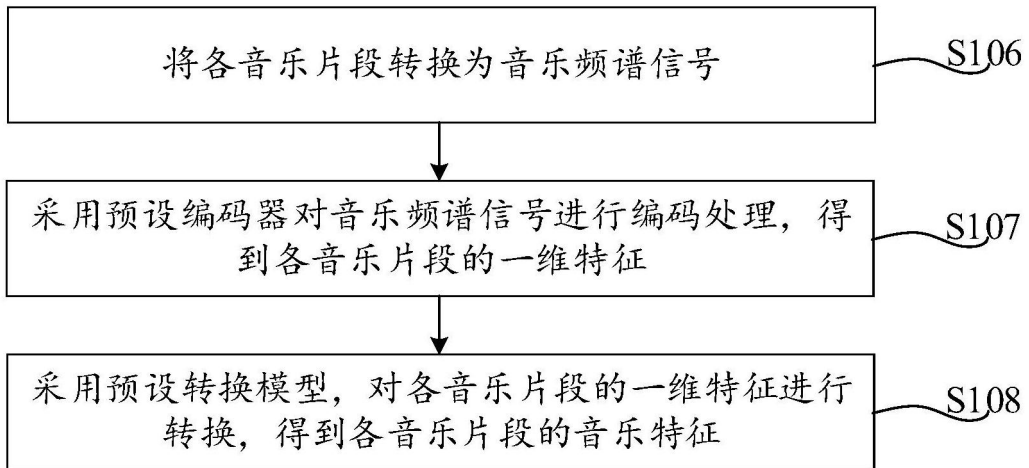 将各音乐片段转换为音乐频谱信号
S106
采用预设编码器对音乐频谱信号进行编码处理，得
到各音乐片段的一维特征
S107
采用预设转换模型，对各音乐片段的一维特征进行
转换，得到各音乐片段的音乐特征
S108